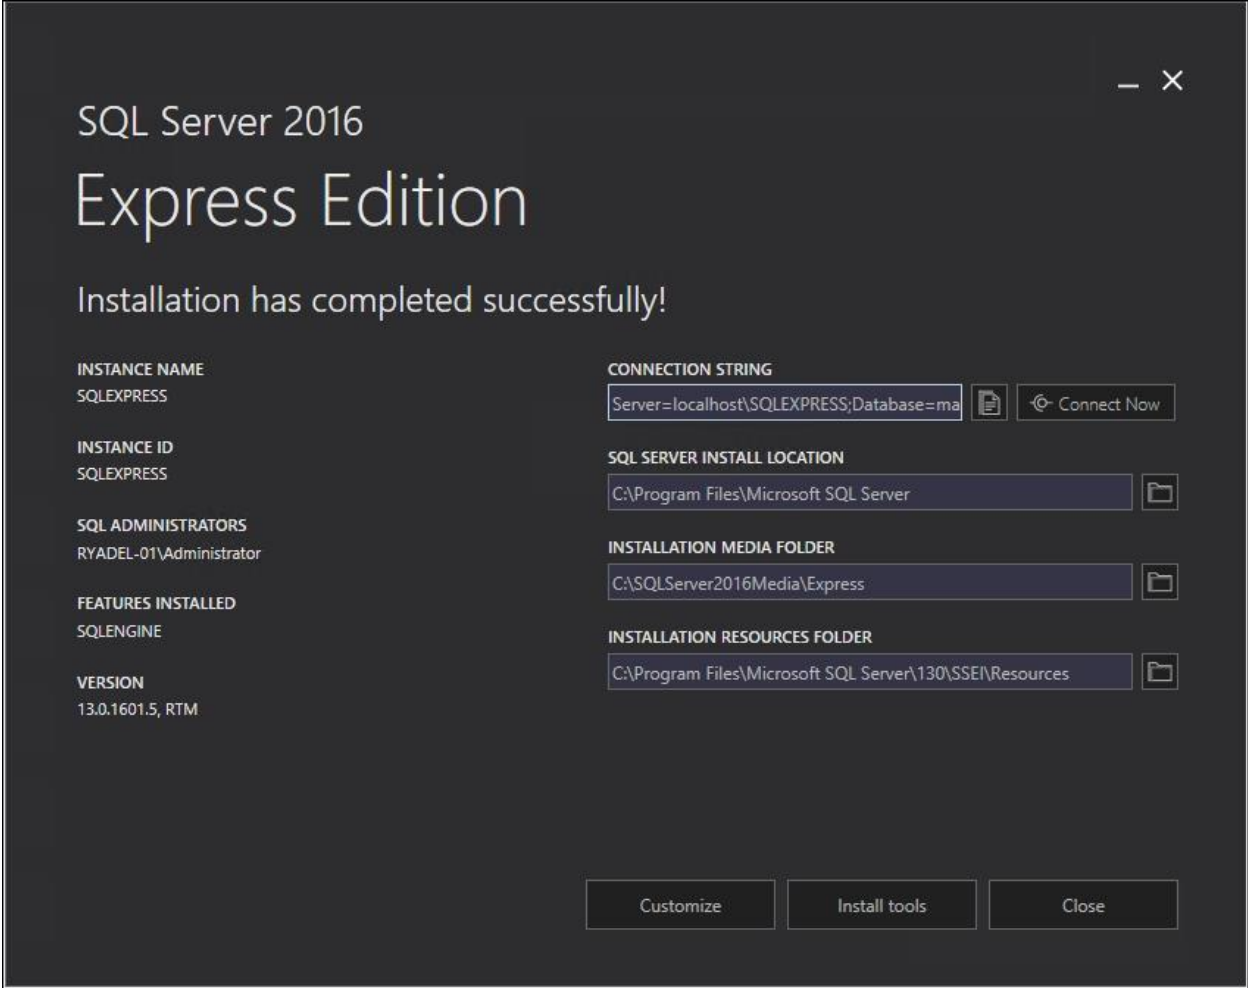 SQL Server 2016
Express Edition
Installation has completed successfully!
INSTANCE NAME
SQLEXPRESS
INSTANCE ID
SQLEXPRESS
SQL ADMINISTRATORS
RYADEL-01\Administrator
FEATURES INSTALLED
SQLENGINE
VERSION
13.0.1601.5, RTM
CONNECTION STRING
Server=localhost\SQLEXPRESS;Database=ma
Connect Now
SQL SERVER INSTALL LOCATION
C:\Program Files\Microsoft SQL Server
INSTALLATION MEDIA FOLDER
C:\SQLServer2016Media\Express
INSTALLATION RESOURCES FOLDER
C:\Program Files\Microsoft SQL Server\130\SSEI\Resources
Customize
Install tools
Close